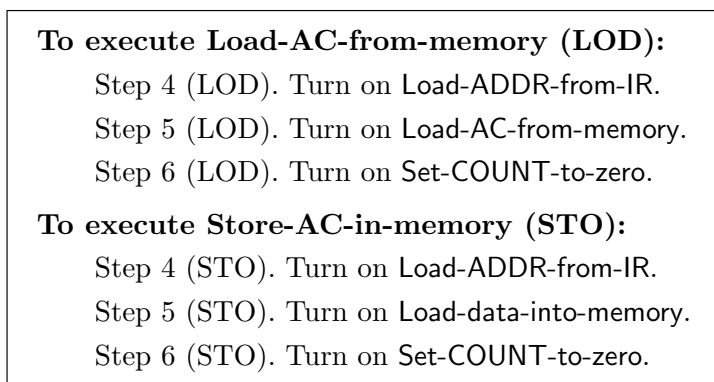 To execute Load-AC-from-memory (LOD):
Step 4 (LOD). Turn on Load-ADDR-from-IR.
Step 5 (LOD). Turn on Load-AC-from-memory.
Step 6 (LOD). Turn on Set-COUNT-to-zero.
To execute Store-AC-in-memory (STO):
Step 4 (STO). Turn on Load-ADDR-from-IR.
Step 5 (STO). Turn on Load-data-into-memory.
Step 6 (STO). Turn on Set-COUNT-to-zero.